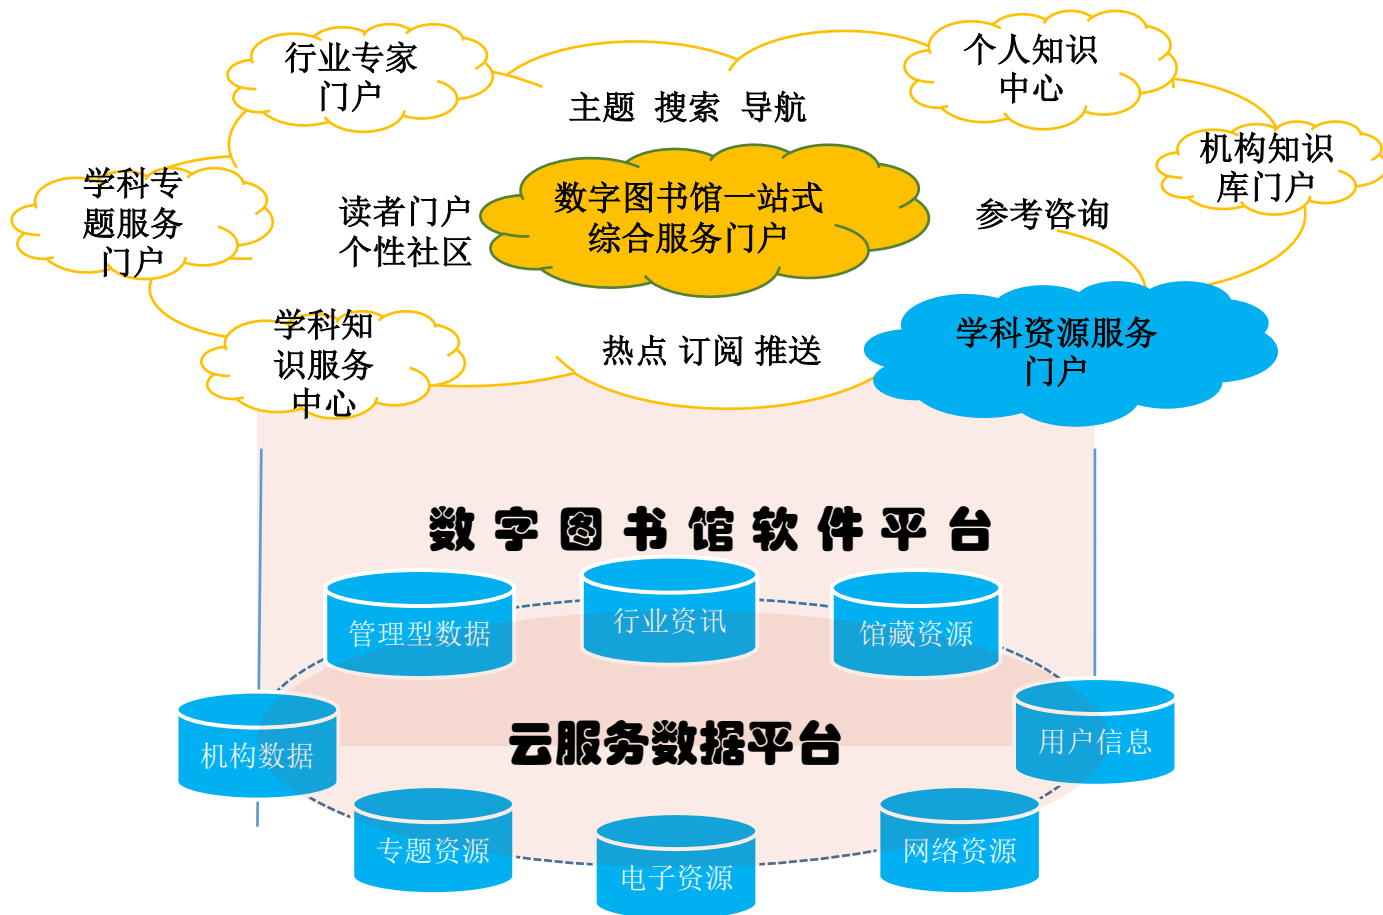 行业专家
门户
个人知识
中心
主题 搜索 导航
机构知识
库门户
学科专
题服务
门户
读者门户
个性社区
数字图书馆一站式
综合服务门户
参考咨询
学科知
识服务
中心
热点 订阅 推送
学科资源服务
门户
数字图书馆软件平台
管理型数据
行业资讯
馆藏资源
机构数据
云服务数据平台
用户信息
专题资源
电子资源
网络资源